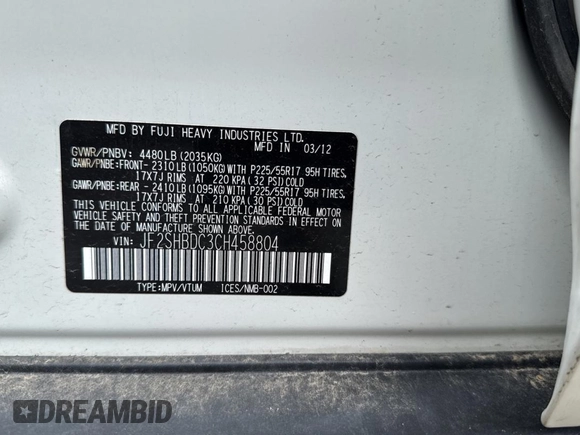 MFD BY FUJI HEAVY INDUSTRIES LTD. 03/12
GVWR/PNBV: 4480LB (2035KG)
GAWR/PNBE:FRONT- 2310LB (1050KG) WITH P225/55R17 95H TIRES,
17X7J RIMS AT 220 KPA ( 32 PSI) COLD
GAWR/PNBE: REAR - 2410LB (1095KG) WITH P225/55R17 95H TIRES,
17X7J RIMS AT 210 KPA ( 30 PSI) COLD
THIS VEHICLE CONFORMS TO ALL APPLICABLE FEDERAL MOTOR
VEHICLE SAFETY AND THEFT PREVENTION STANDARDS IN EFFECT
ON THE DATE OF MANUFACTURE SHOWN ABOVE.
VIN: JF2SHBDC3CH458804
TYPE:MPV/VTUM ICES/NMB-002
DREAMBID